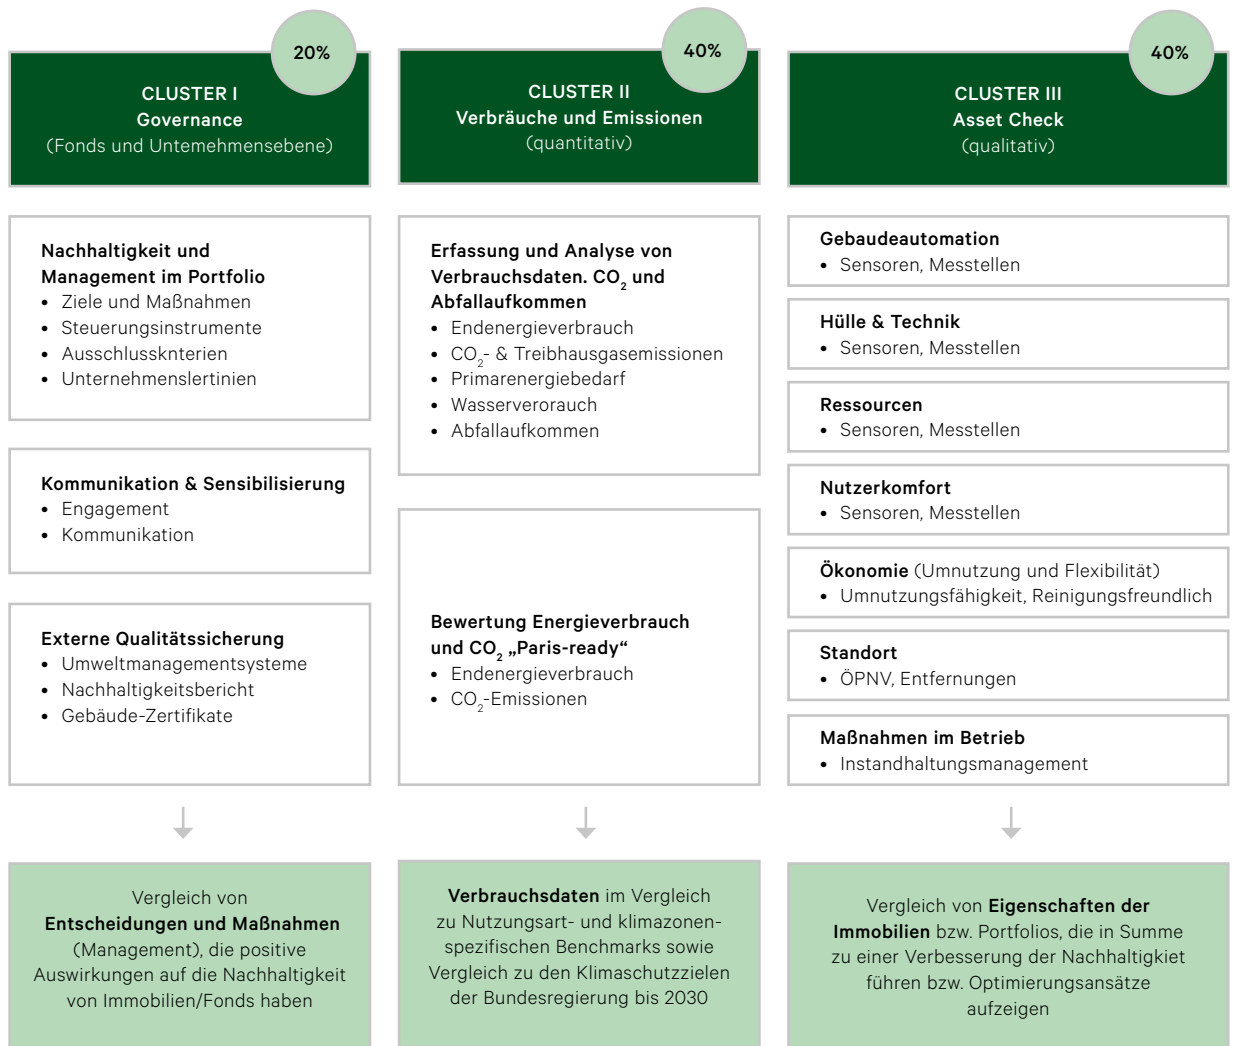 20%
CLUSTER I
Governance
(Fonds und Untemehmensebene)
Nachhaltigkeit und
Management im Portfolio
• Ziele und Maßnahmen
• Steuerungsinstrumente
• Ausschlussknterien
• Unternehmenslertinien
Kommunikation & Sensibilisierung
• Engagement
• Kommunikation
Externe Qualitätssicherung
• Umweltmanagementsysteme
• Nachhaltigkeitsbericht
• Gebäude-Zertifikate
Vergleich von
Entscheidungen und Maßnahmen
(Management), die positive
Auswirkungen auf die Nachhaltigkeit
von Immobilien/Fonds haben
40%
CLUSTER II
Verbräuche und Emissionen
(quantitativ)
Erfassung und Analyse von
Verbrauchsdaten. CO₂ und
Abfallaufkommen
• Endenergieverbrauch
• CO₂- & Treibhausgasemissionen
• Primarenergiebedarf
• Wasserverorauch
• Abfallaufkommen
Bewertung Energieverbrauch
und CO₂ „Paris-ready“
• Endenergieverbrauch
• CO₂-Emissionen
Verbrauchsdaten im Vergleich
zu Nutzungsart- und klimazonen-
spezifischen Benchmarks sowie
Vergleich zu den Klimaschutzzielen
der Bundesregierung bis 2030
40%
CLUSTER III
Asset Check
(qualitativ)
Gebaudeautomation
• Sensoren, Messtellen
Hülle & Technik
• Sensoren, Messtellen
Ressourcen
• Sensoren, Messtellen
Nutzerkomfort
• Sensoren, Messtellen
Ökonomie (Umnutzung und Flexibilität)
• Umnutzungsfähigkeit, Reinigungsfreundlich
Standort
• ÖPNV, Entfernungen
Maßnahmen im Betrieb
• Instandhaltungsmanagement
Vergleich von Eigenschaften der
Immobilien bzw. Portfolios, die in Summe
zu einer Verbesserung der Nachhaltigkiet
führen bzw. Optimierungsansätze
aufzeigen